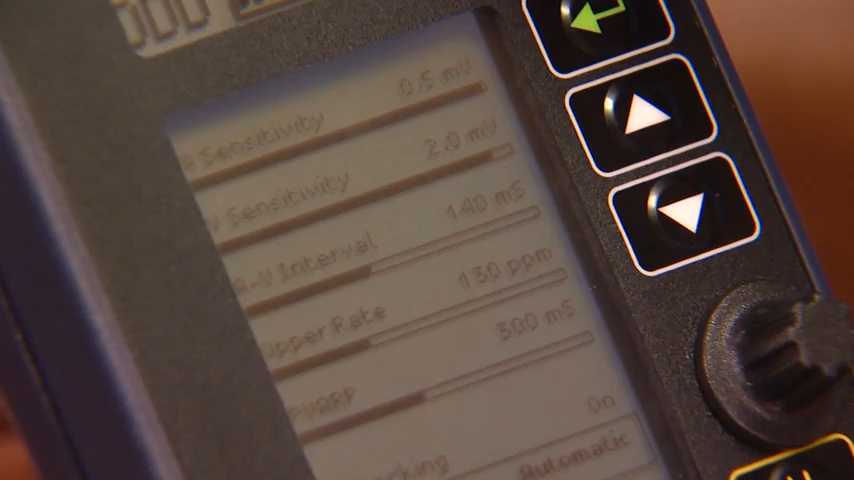 000
A Sensitivity 0.5 mV
V Sensitivity 2.0 mV
A-V Interval 140 mS
Upper Rate 130 ppm
PVARP 300 mS
On
Automatic